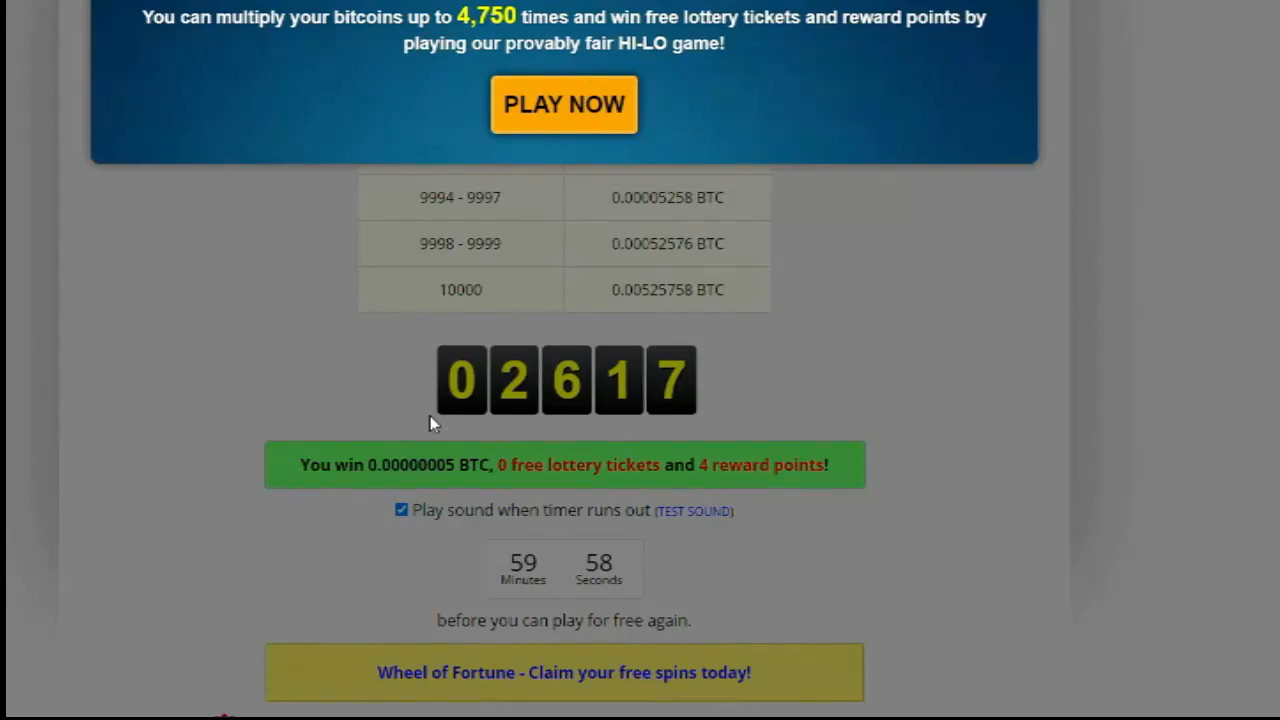 You can multiply your bitcoins up to 4,750 times and win free lottery tickets and reward points by
playing our provably fair HI-LO game!
PLAY NOW
9994 - 9997 0.00005258 BTC
9998 - 9999 0.00052576 BTC
10000 0.00525758 BTC
0 2 6 1 7
You win 0.00000005 BTC, 0 free lottery tickets and 4 reward points!
Play sound when timer runs out (TEST SOUND)
59 58
Minutes Seconds
before you can play for free again.
Wheel of Fortune - Claim your free spins today!